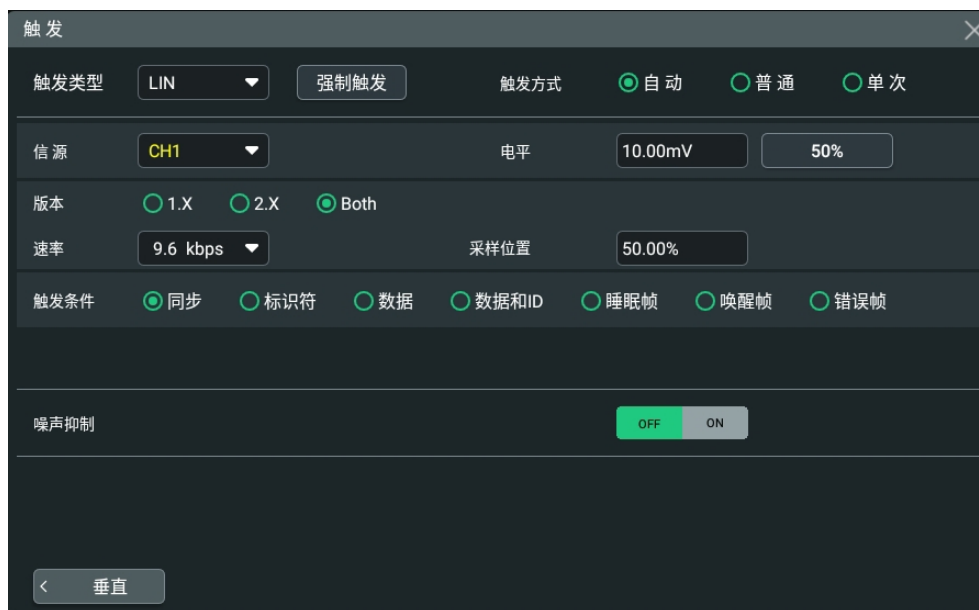 触 发
触发类型 LIN 强制触发 触发方式 自 动 普 通 单 次
信 源 CH1 电平 10.00mV 50%
版本 1.X 2.X Both
速率 9.6 kbps 采样位置 50.00%
触发条件 同步 标识符 数据 数据和ID 睡眠帧 唤醒帧 错误帧
噪声抑制 OFF ON
垂直